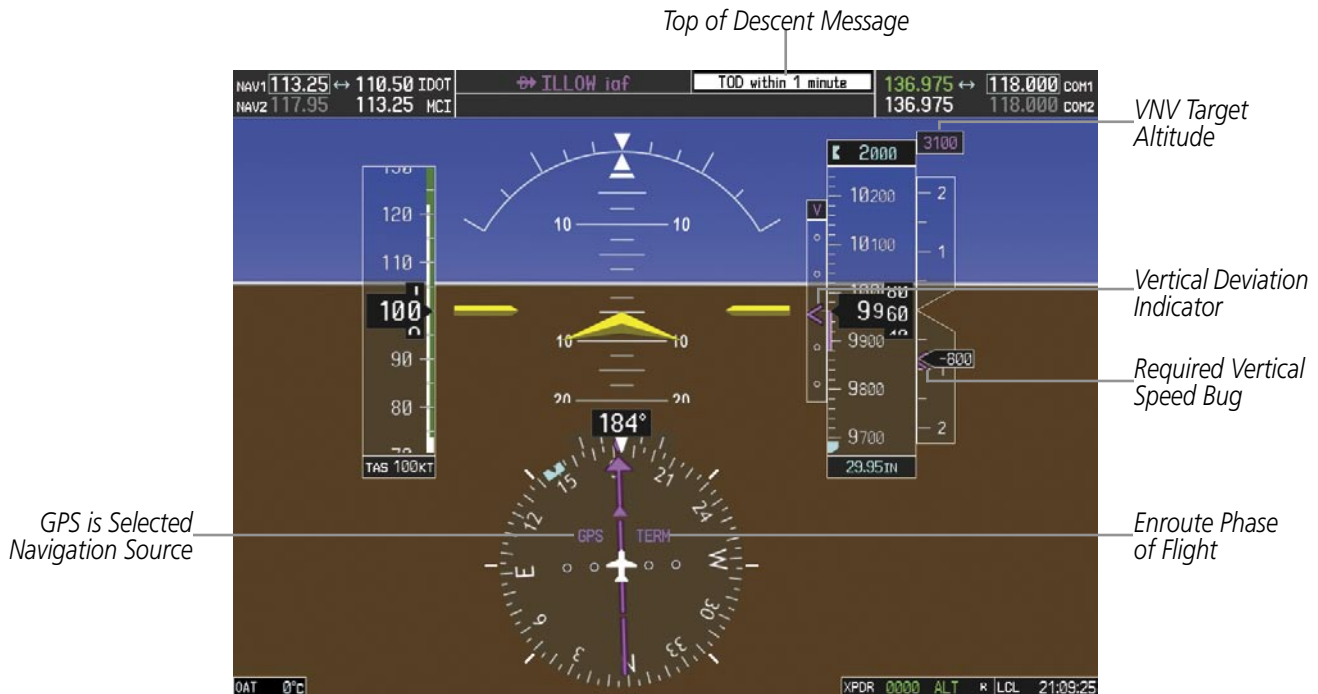 Top of Descent Message
NAV1 113.25 ↔ 110.50 IDOT
NAV2 117.95 113.25 MCI
D→ ILLOW iaf
TOD within 1 minute
136.975 ↔ 118.000 COM1
136.975 118.000 COM2
VNV Target
Altitude
2000
3100
130
120
110
100
90
80
70
TAS 100KT
10 10
10 10
20 20
V
10200
10100
9960
9900
9800
9700
29.95IN
2
1
-800
1
2
Vertical Deviation
Indicator
Required Vertical
Speed Bug
184°
15
21
12
24
GPS
TERM
E
W
6
30
3
33
N
GPS is Selected
Navigation Source
Enroute Phase
of Flight
OAT 0°C
XPDR 0000 ALT R LCL 21:09:25